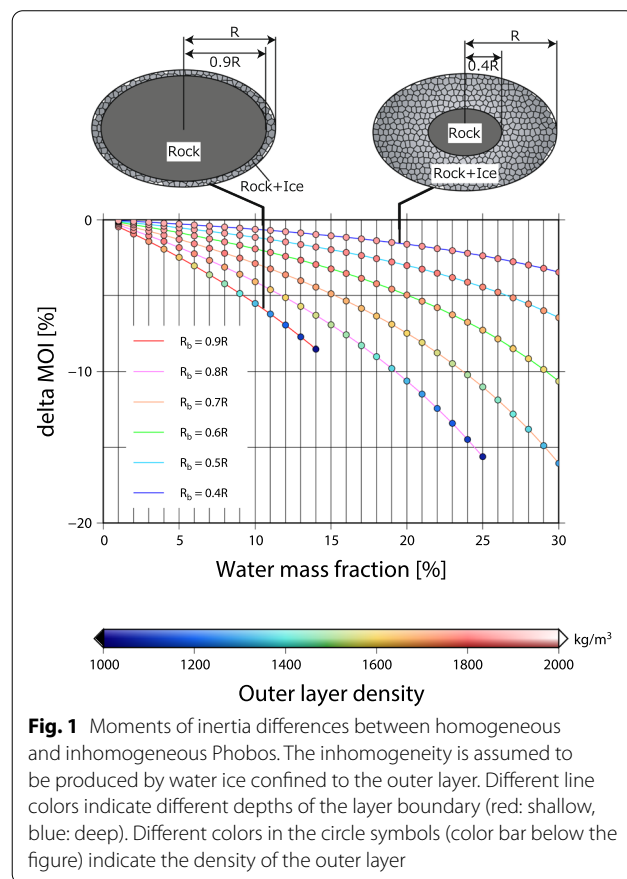 R
R
0.9R
0.4R
Rock
Rock
Rock+Ice
Rock+Ice
0
−10
−20
delta MOI [%]
R_b = 0.9R
R_b = 0.8R
R_b = 0.7R
R_b = 0.6R
R_b = 0.5R
R_b = 0.4R
0 5 10 15 20 25 30
Water mass fraction [%]
kg/m³
1000 1200 1400 1600 1800 2000
Outer layer density
Fig. 1 Moments of inertia differences between homogeneous
and inhomogeneous Phobos. The inhomogeneity is assumed to
be produced by water ice confined to the outer layer. Different line
colors indicate different depths of the layer boundary (red: shallow,
blue: deep). Different colors in the circle symbols (color bar below the
figure) indicate the density of the outer layer